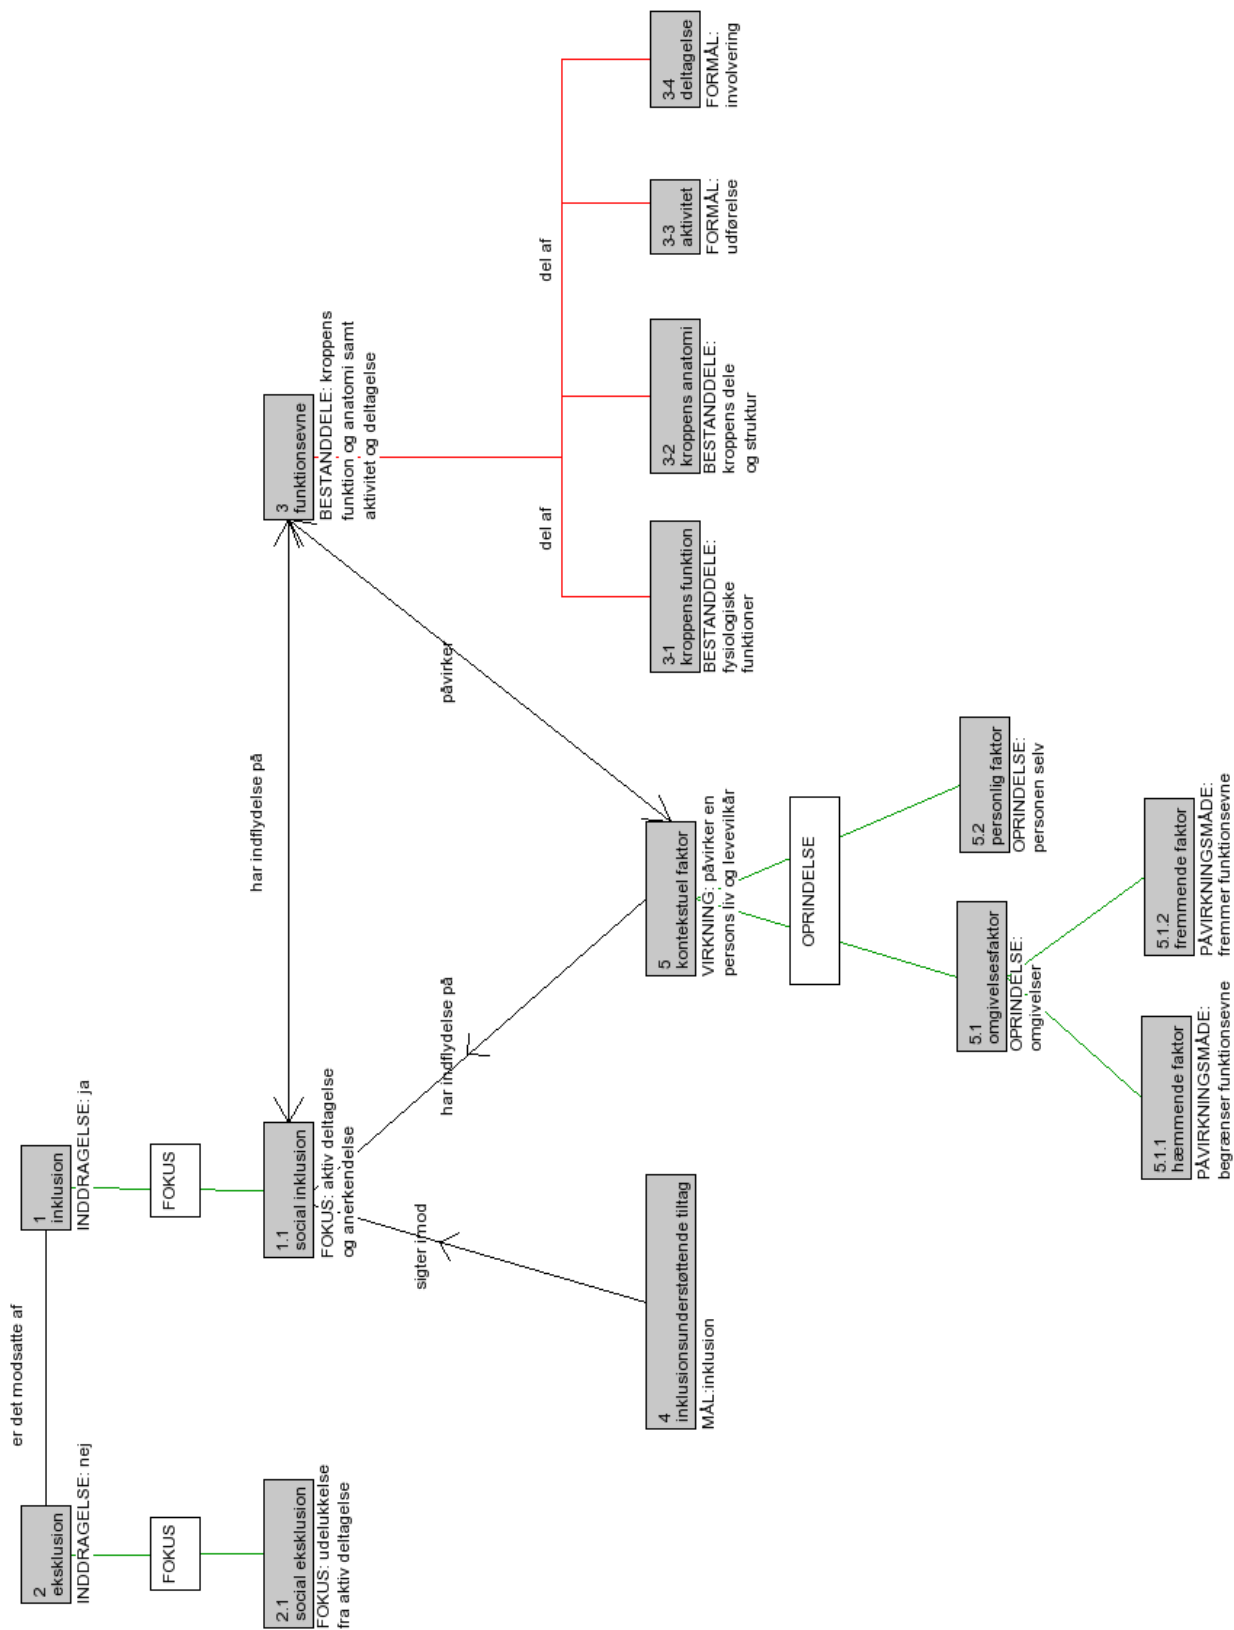 er det modsatte af
2
eksklusion
INDDRAGELSE: nej
FOKUS
2.1
social eksklusion
FOKUS: udelukkelse
fra aktiv deltagelse
1
inklusion
INDDRAGELSE: ja
FOKUS
1.1
social inklusion
FOKUS: aktiv deltagelse
og anerkendelse
har indflydelse på
3
funktionsevne
BESTANDDELE: kroppens
funktion og anatomi samt
aktivitet og deltagelse
sigter imod
har indflydelse på
påvirker
del af
del af
4
inklusionsunderstøttende tiltag
MÅL:inklusion
5
kontekstuel faktor
VIRKNING: påvirker en
persons liv og levevilkår
3-1
kroppens funktion
BESTANDDELE:
fysiologiske
funktioner
3-2
kroppens anatomi
BESTANDDELE:
kroppens dele
og struktur
3-3
aktivitet
FORMÅL:
udførelse
3-4
deltagelse
FORMÅL:
involvering
OPRINDELSE
5.1
omgivelsesfaktor
OPRINDELSE:
omgivelser
5.2
personlig faktor
OPRINDELSE:
personen selv
5.1.1
hæmmende faktor
PÅVIRKNINGSMÅDE:
begrænser funktionsevne
5.1.2
fremmende faktor
PÅVIRKNINGSMÅDE:
fremmer funktionsevne